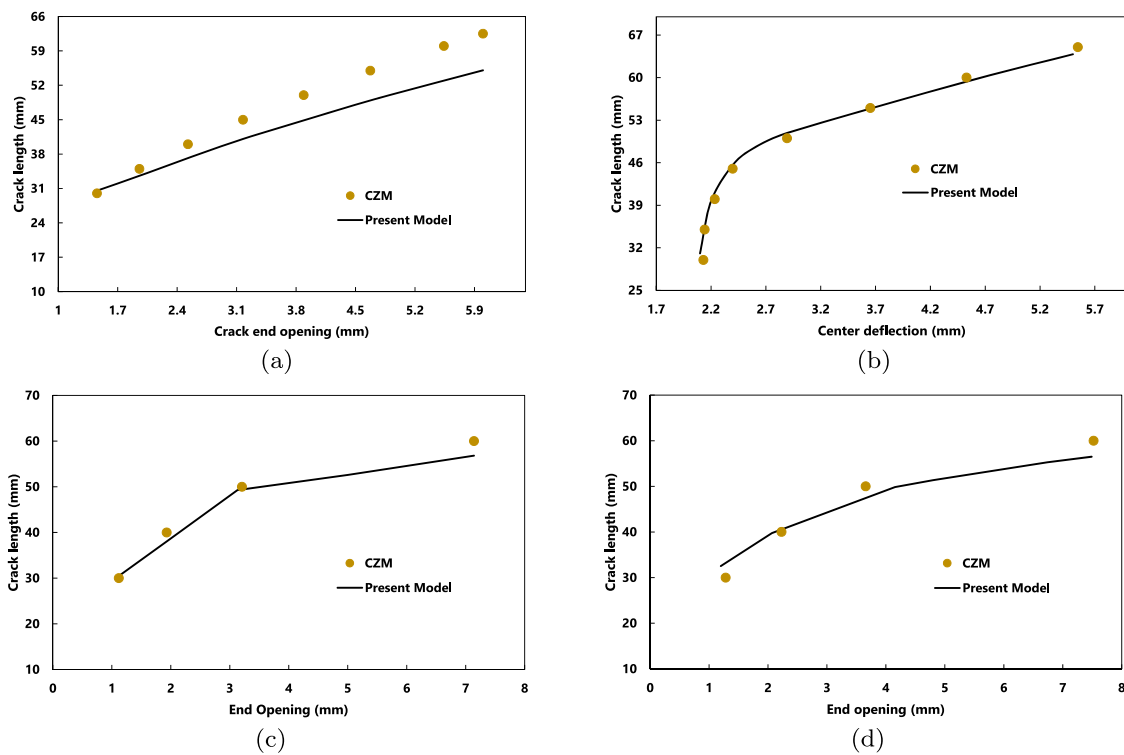 66
59
52
45
38
31
24
17
10
Crack length (mm)
1 1.7 2.4 3.1 3.8 4.5 5.2 5.9
Crack end opening (mm)
CZM
Present Model
(a)
67
60
53
46
39
32
25
Crack length (mm)
1.7 2.2 2.7 3.2 3.7 4.2 4.7 5.2 5.7
Center deflection (mm)
CZM
Present Model
(b)
70
60
50
40
30
20
10
Crack length (mm)
0 1 2 3 4 5 6 7 8
End Opening (mm)
CZM
Present Model
(c)
70
60
50
40
30
20
10
Crack length (mm)
0 1 2 3 4 5 6 7 8
End opening (mm)
CZM
Present Model
(d)